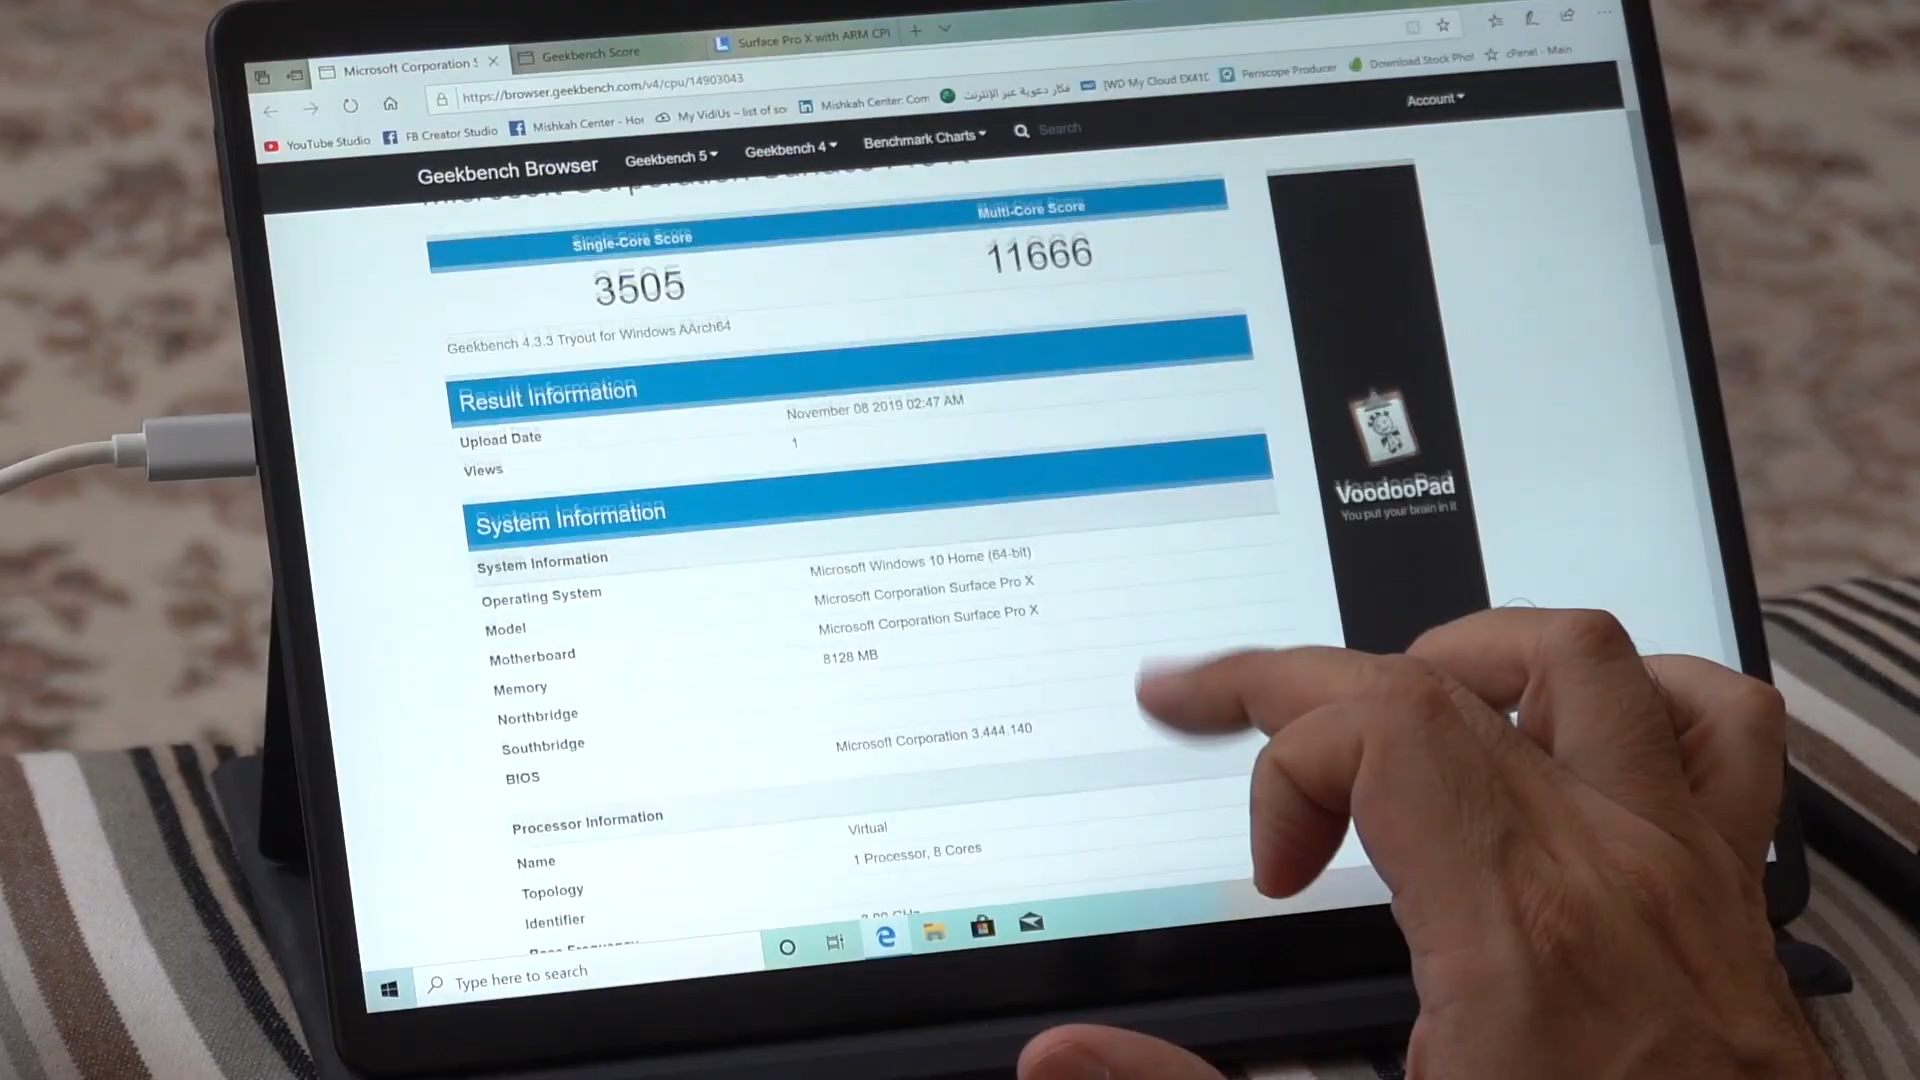 Microsoft Corporation S
Geekbench Score
Surface Pro X with ARM CPU
https://browser.geekbench.com/v4/cpu/14903043
YouTube Studio
FB Creator Studio
Mishkah Center - Hor
My VidiUs – list of so
Mishkah Center: Com
فكار دعوية عبر الإنترنت
WD My Cloud EX41C
Periscope Producer
Download Stock Phot
cPanel - Main
Geekbench Browser
Geekbench 5
Geekbench 4
Benchmark Charts
Search
Account
Single-Core Score
Multi-Core Score
3505
11666
Geekbench 4.3.3 Tryout for Windows AArch64
Result Information
Upload Date
November 08 2019 02:47 AM
Views
1
System Information
System Information
Operating System
Microsoft Windows 10 Home (64-bit)
Model
Microsoft Corporation Surface Pro X
Motherboard
Microsoft Corporation Surface Pro X
Memory
8128 MB
Northbridge
Southbridge
BIOS
Microsoft Corporation 3.444.140
Processor Information
Name
Virtual
Topology
1 Processor, 8 Cores
Identifier
VoodooPad
You put your brain in it
Type here to search